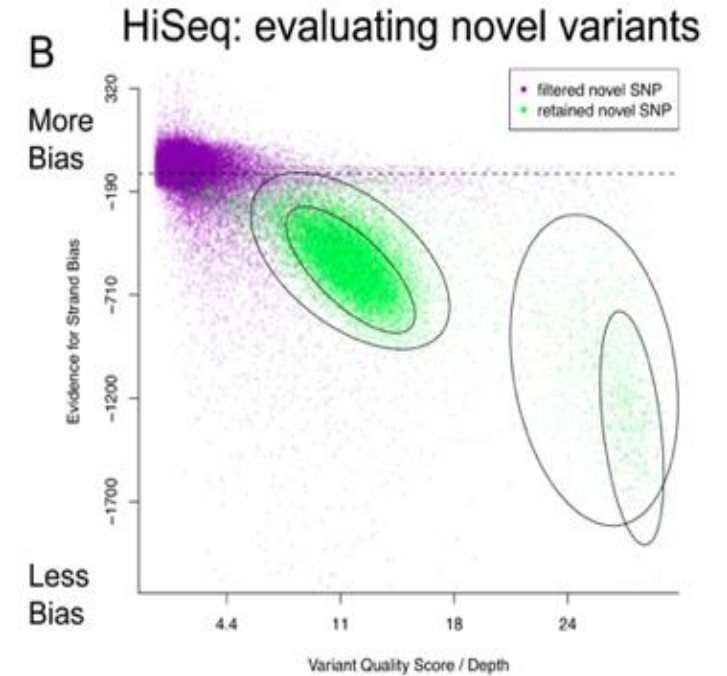 B
HiSeq: evaluating novel variants
filtered novel SNP
retained novel SNP
More
Bias
Less
Bias
Evidence for Strand Bias
320
−190
−710
−1200
−1700
4.4
11
18
24
Variant Quality Score / Depth